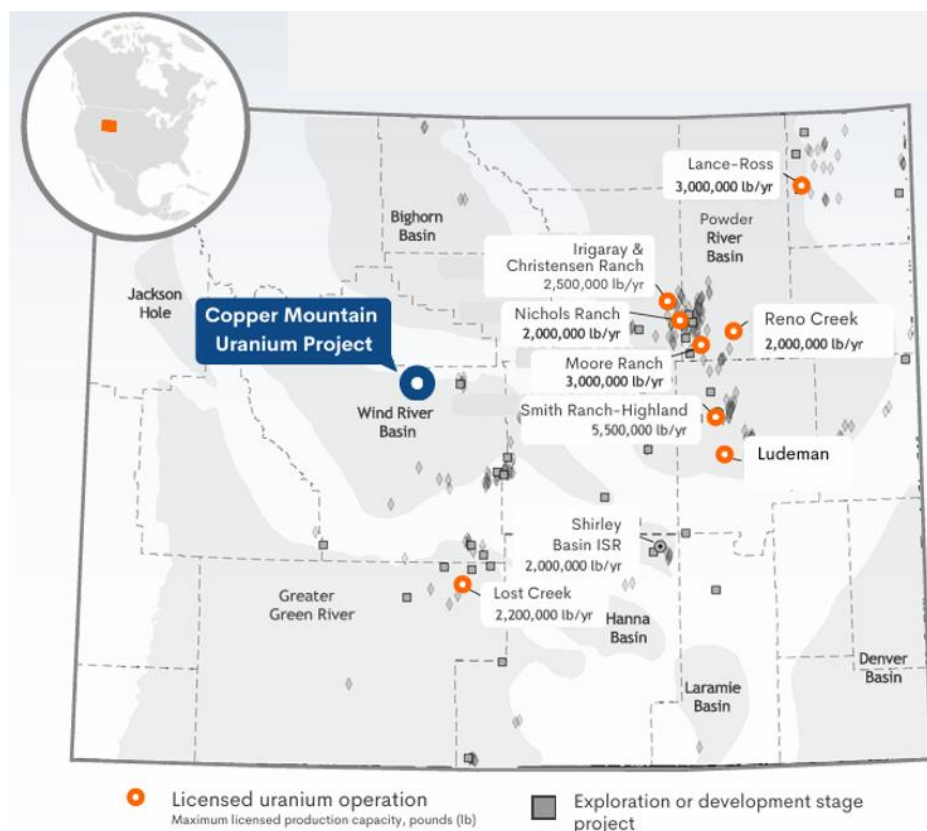 Lance-Ross
3,000,000 lb/yr
Powder
River
Basin
Bighorn
Basin
Irigaray &
Christensen Ranch
2,500,000 lb/yr
Jackson
Hole
Copper Mountain
Uranium Project
Nichols Ranch
2,000,000 lb/yr
Reno Creek
2,000,000 lb/yr
Moore Ranch
3,000,000 lb/yr
Wind River
Basin
Smith Ranch-Highland
5,500,000 lb/yr
Ludeman
Shirley
Basin ISR
2,000,000 lb/yr
Greater
Green River
Lost Creek
2,200,000 lb/yr
Hanna
Basin
Laramie
Basin
Denver
Basin
Licensed uranium operation
Maximum licensed production capacity, pounds (lb)
Exploration or development stage
project